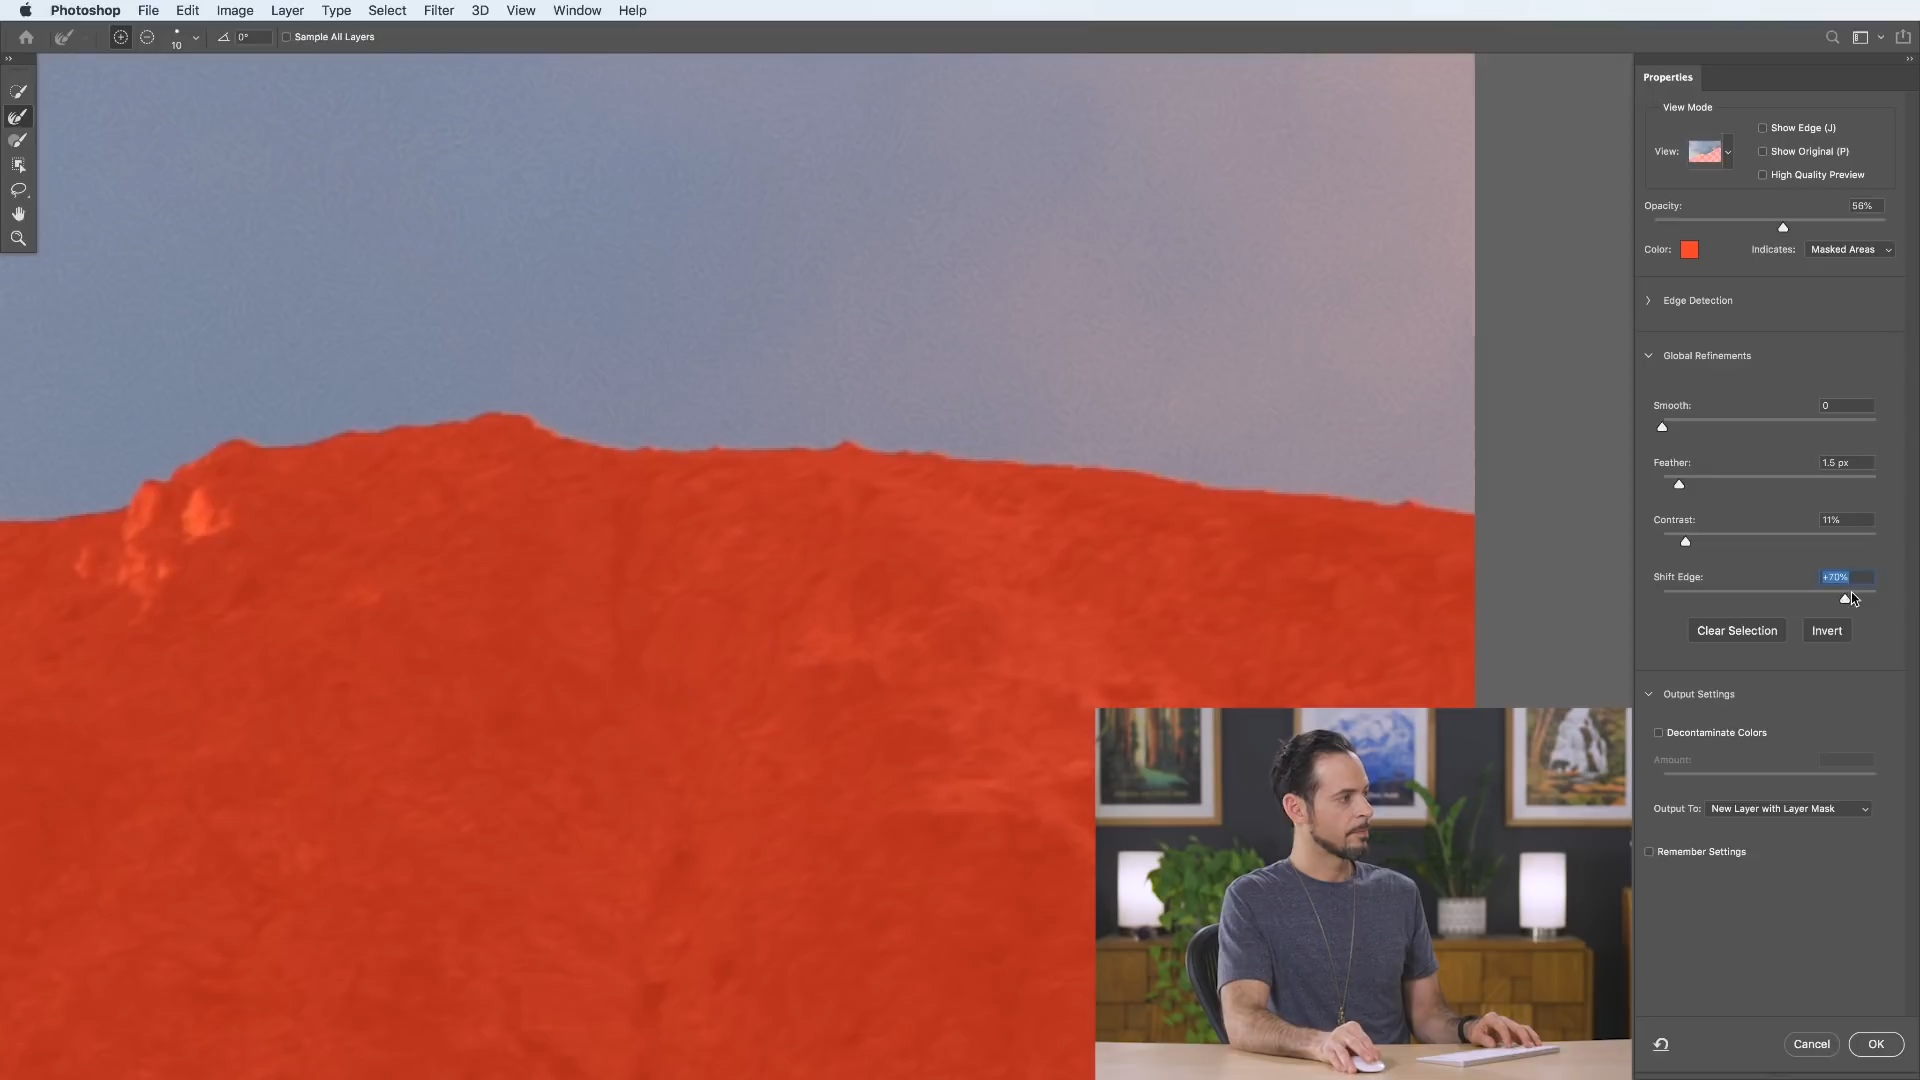 Photoshop File Edit Image Layer Type Select Filter 3D View Window Help
10 0° Sample All Layers
Properties
View Mode
Show Edge (J)
View: Show Original (P)
High Quality Preview
Opacity: 56%
Color: Indicates: Masked Areas
Edge Detection
Global Refinements
Smooth: 0
Feather: 1.5 px
Contrast: 11%
Shift Edge: +70%
Clear Selection Invert
Output Settings
Decontaminate Colors
Amount:
Output To: New Layer with Layer Mask
Remember Settings
Cancel OK